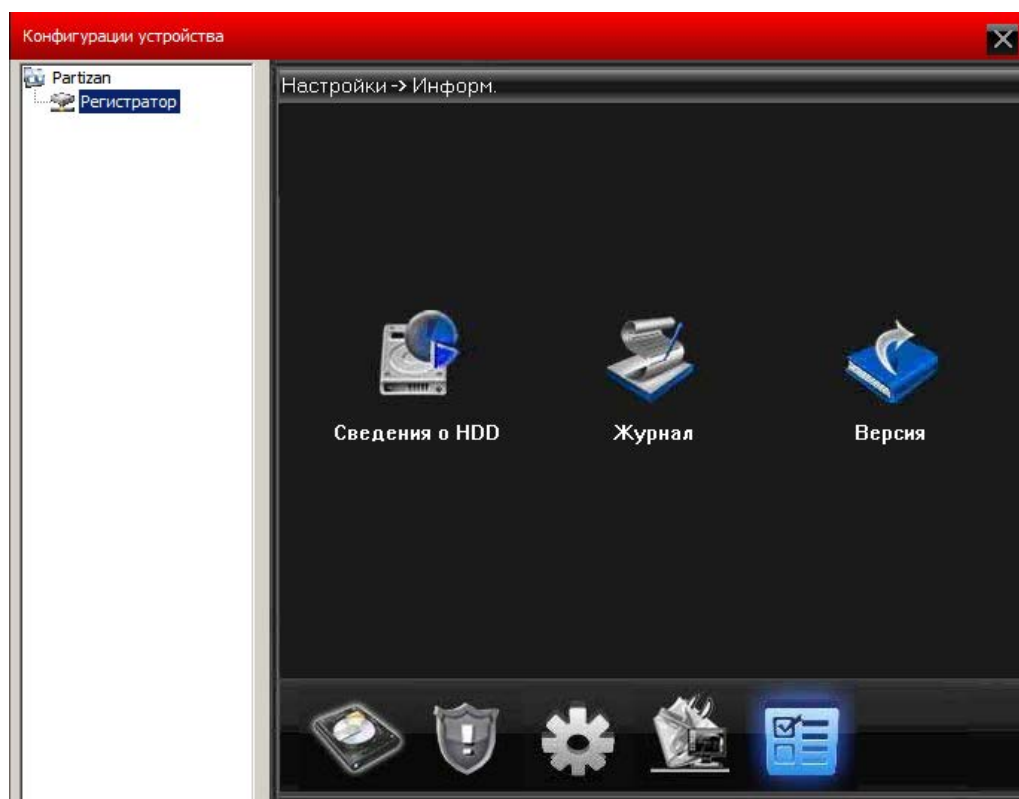 Конфигурации устройства
Partizan
Регистратор
Настройки -> Информ.
Сведения о HDD
Журнал
Версия